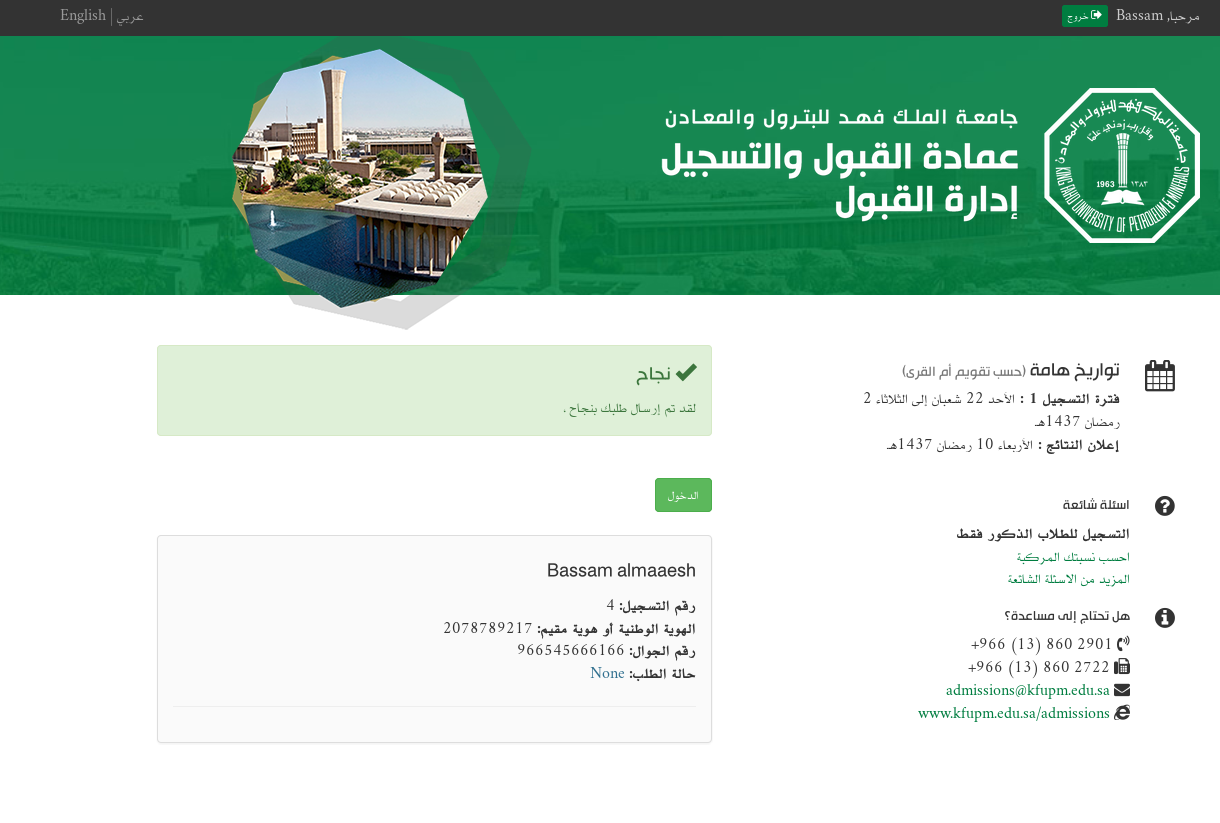 مرحبا, Bassam
خروج
عربي | English
جامعة الملك فهد للبترول والمعادن
عمادة القبول والتسجيل
إدارة القبول
جامعة الملك فهد للبترول والمعادن
وقل رب زدني علما
1963 ١٣٨٣
KING FAHD UNIVERSITY OF PETROLEUM & MINERALS
تواريخ هامة (حسب تقويم أم القرى)
فترة التسجيل 1 : الأحد 22 شعبان إلى الثلاثاء 2
رمضان 1437هـ
إعلان النتائج : الأربعاء 10 رمضان 1437هـ
اسئلة شائعة
التسجيل للطلاب الذكور فقط
احسب نسبتك المركبة
المزيد من الاسئلة الشائعة
هل تحتاج إلى مساعدة؟
+966 (13) 860 2901
+966 (13) 860 2722
admissions@kfupm.edu.sa
www.kfupm.edu.sa/admissions
نجاح
لقد تم إرسال طلبك بنجاح .
الدخول
Bassam almaaesh
رقم التسجيل: 4
الهوية الوطنية أو هوية مقيم: 2078789217
رقم الجوال: 966545666166
حالة الطلب: None